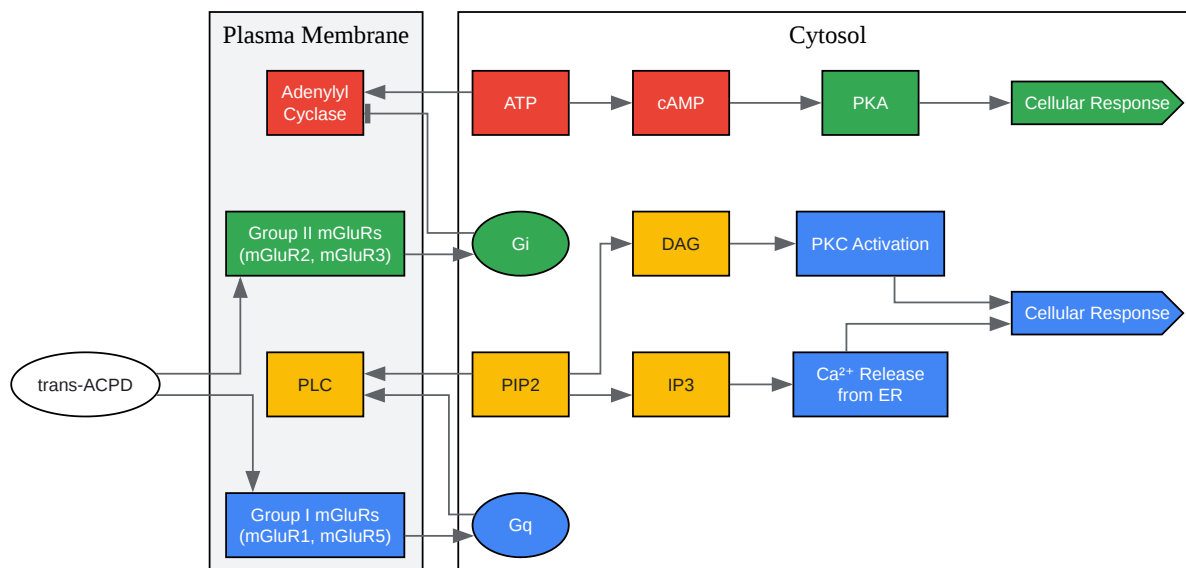 Plasma Membrane
Cytosol
Adenylyl
Cyclase
ATP
cAMP
PKA
Cellular Response
Group II mGluRs
(mGluR2, mGluR3)
Gi
DAG
PKC Activation
Cellular Response
trans-ACPD
PLC
PIP2
IP3
Ca²⁺ Release
from ER
Group I mGluRs
(mGluR1, mGluR5)
Gq